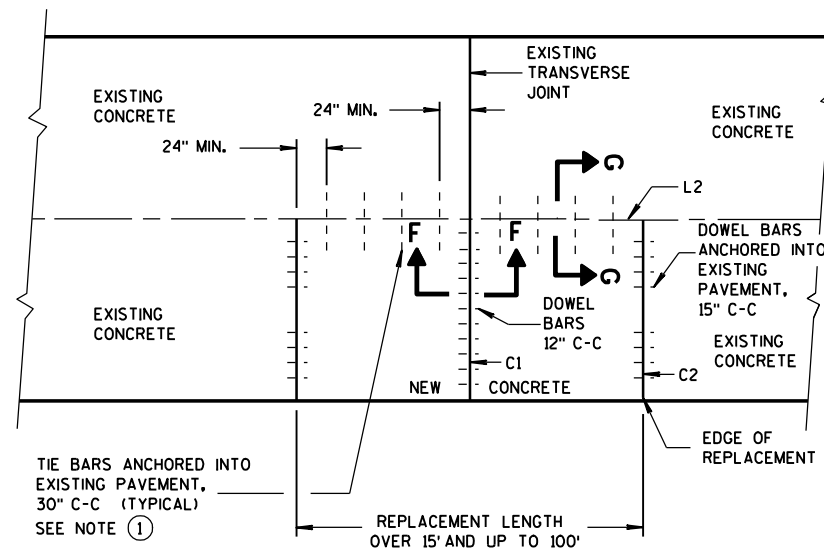 EXISTING
TRANSVERSE
JOINT
EXISTING
CONCRETE
24" MIN.
EXISTING
CONCRETE
24" MIN.
G
L2
F
F
DOWEL BARS
ANCHORED INTO
EXISTING
PAVEMENT,
15" C-C
G
EXISTING
CONCRETE
DOWEL
BARS
12" C-C
EXISTING
CONCRETE
C1
C2
NEW
CONCRETE
EDGE OF
REPLACEMENT
TIE BARS ANCHORED INTO
EXISTING PAVEMENT,
30" C-C (TYPICAL)
SEE NOTE 1
REPLACEMENT LENGTH
OVER 15' AND UP TO 100'